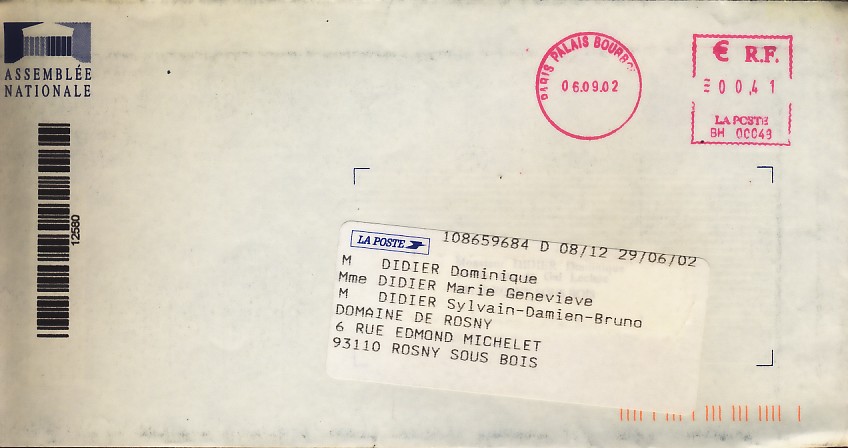 ASSEMBLÉE
NATIONALE
PARIS PALAIS BOURBON
06.09.02
€ R.F.
00,41
LA POSTE
BH 00049
12580
LA POSTE
108659684 D 08/12 29/06/02
M DIDIER Dominique
Mme DIDIER Marie Genevieve
M DIDIER Sylvain-Damien-Bruno
DOMAINE DE ROSNY
6 RUE EDMOND MICHELET
93110 ROSNY SOUS BOIS